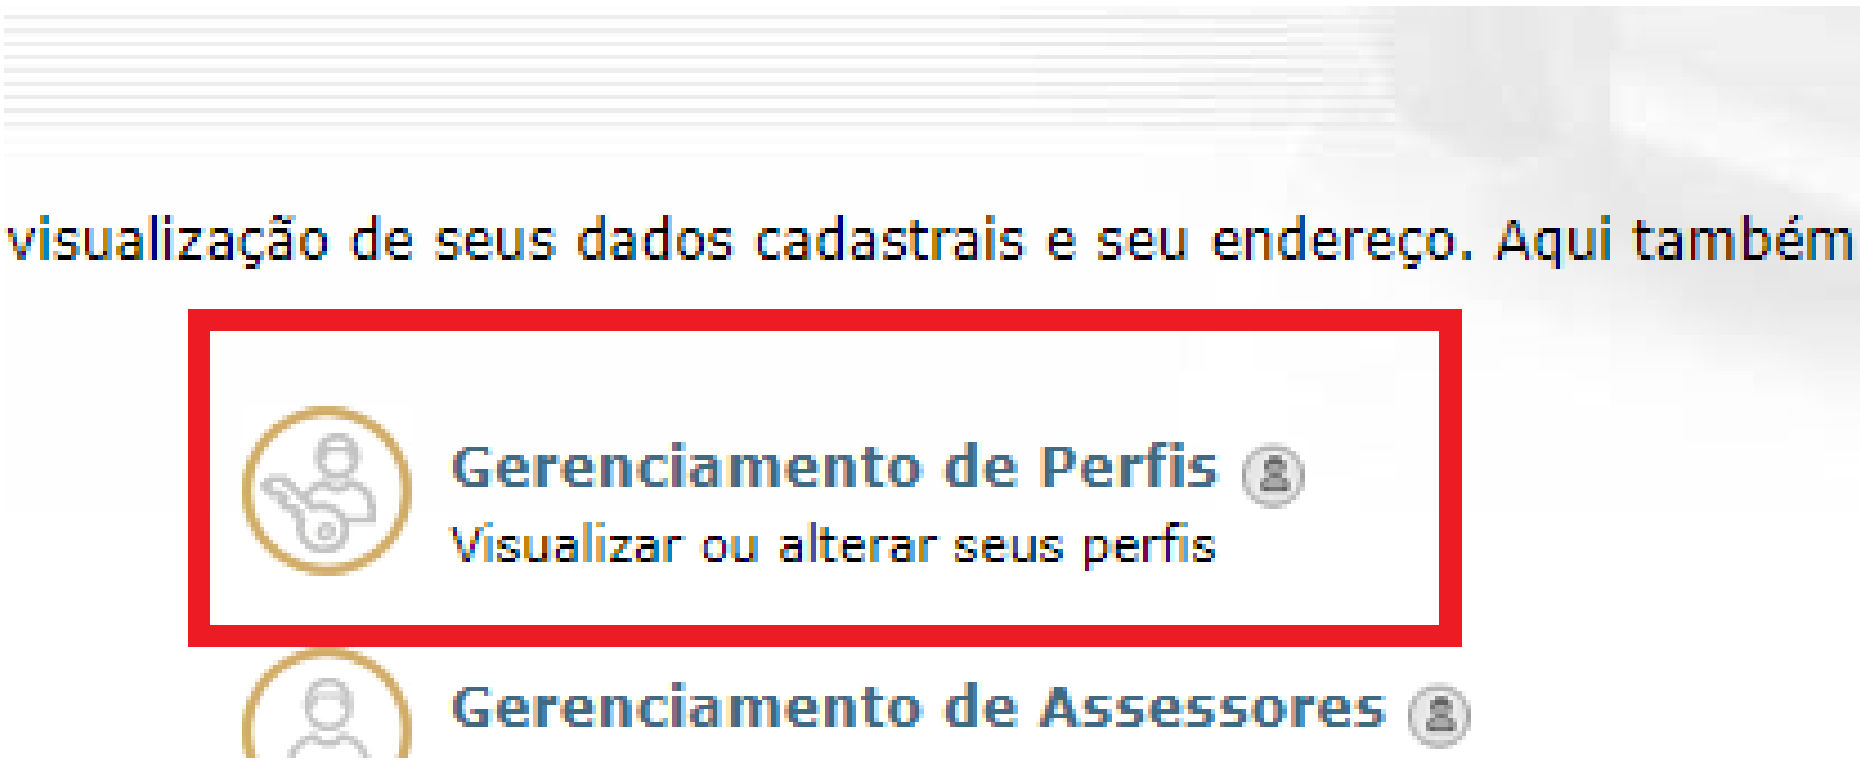 visualização de seus dados cadastrais e seu endereço. Aqui também
Gerenciamento de Perfis
Visualizar ou alterar seus perfis
Gerenciamento de Assessores